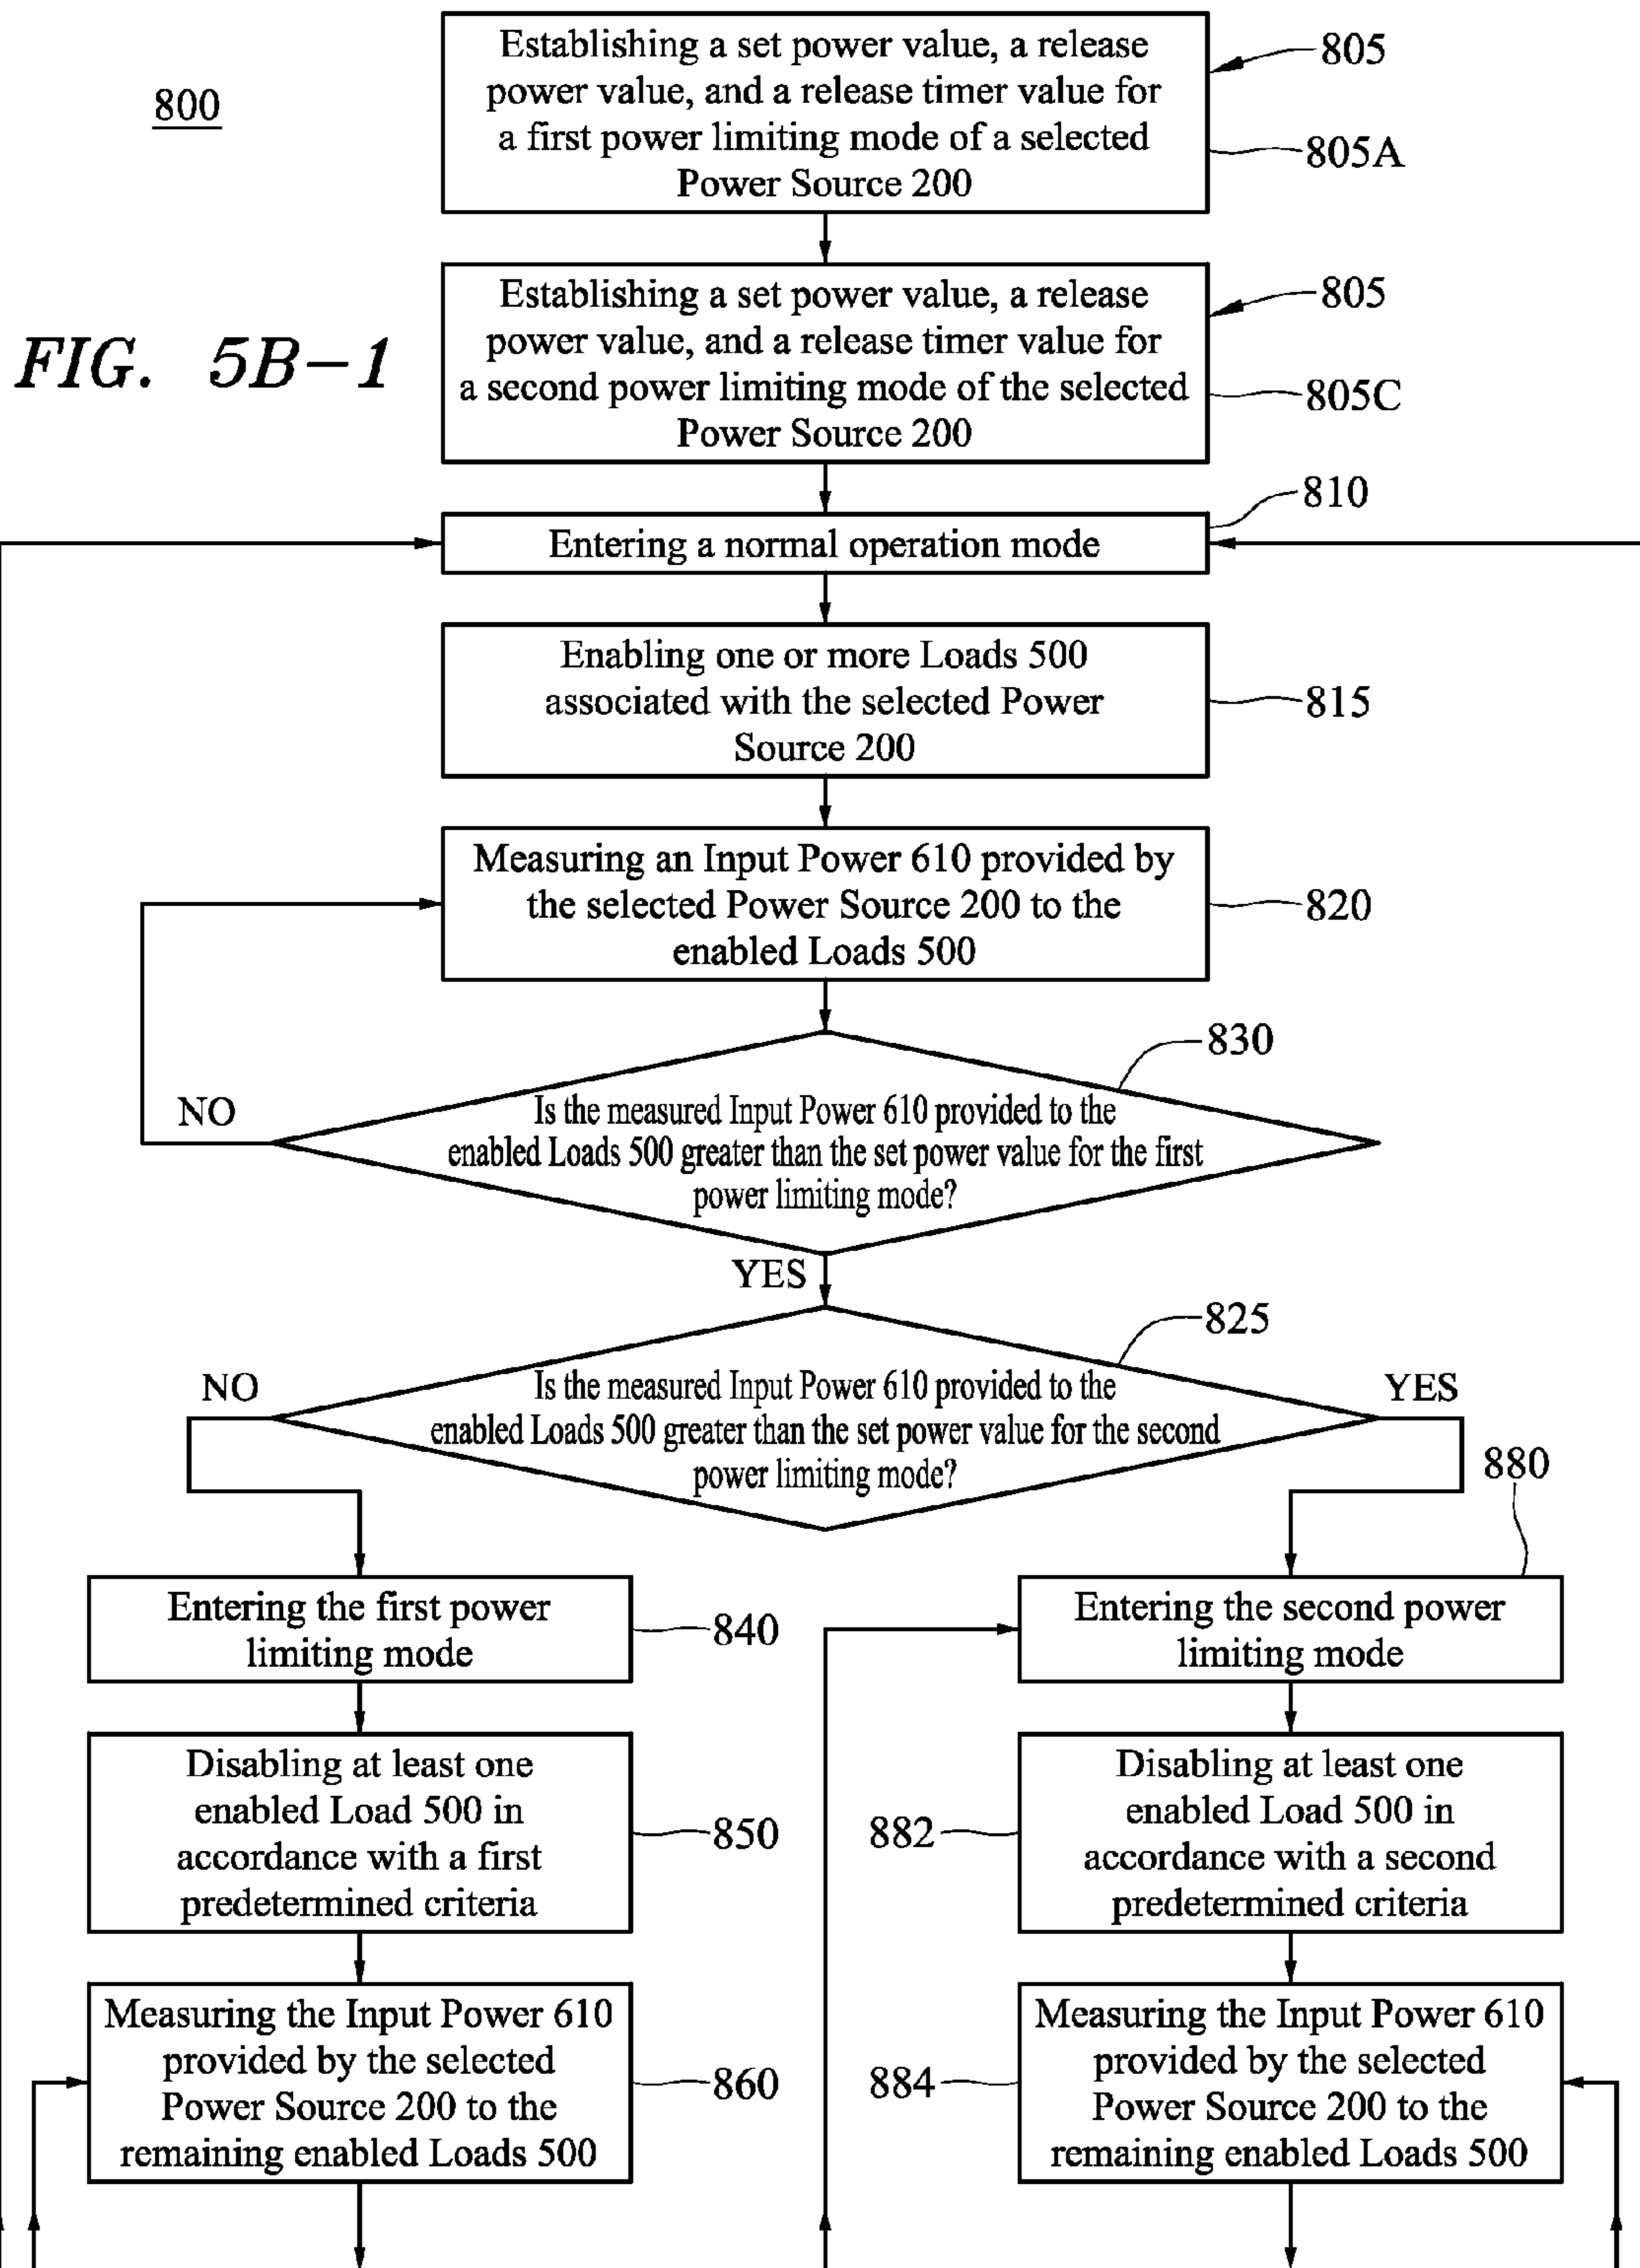 800
Establishing a set power value, a release
power value, and a release timer value for
a first power limiting mode of a selected
Power Source 200
805
805A
FIG. 5B-1
Establishing a set power value, a release
power value, and a release timer value for
a second power limiting mode of the selected
Power Source 200
805
805C
Entering a normal operation mode
810
Enabling one or more Loads 500
associated with the selected Power
Source 200
815
Measuring an Input Power 610 provided by
the selected Power Source 200 to the
enabled Loads 500
820
830
Is the measured Input Power 610 provided to the
enabled Loads 500 greater than the set power value for the first
power limiting mode?
NO
YES
825
Is the measured Input Power 610 provided to the
enabled Loads 500 greater than the set power value for the second
power limiting mode?
NO
YES
Entering the first power
limiting mode
840
880
Entering the second power
limiting mode
Disabling at least one
enabled Load 500 in
accordance with a first
predetermined criteria
850
882
Disabling at least one
enabled Load 500 in
accordance with a second
predetermined criteria
Measuring the Input Power 610
provided by the selected
Power Source 200 to the
remaining enabled Loads 500
860
884
Measuring the Input Power 610
provided by the selected
Power Source 200 to the
remaining enabled Loads 500